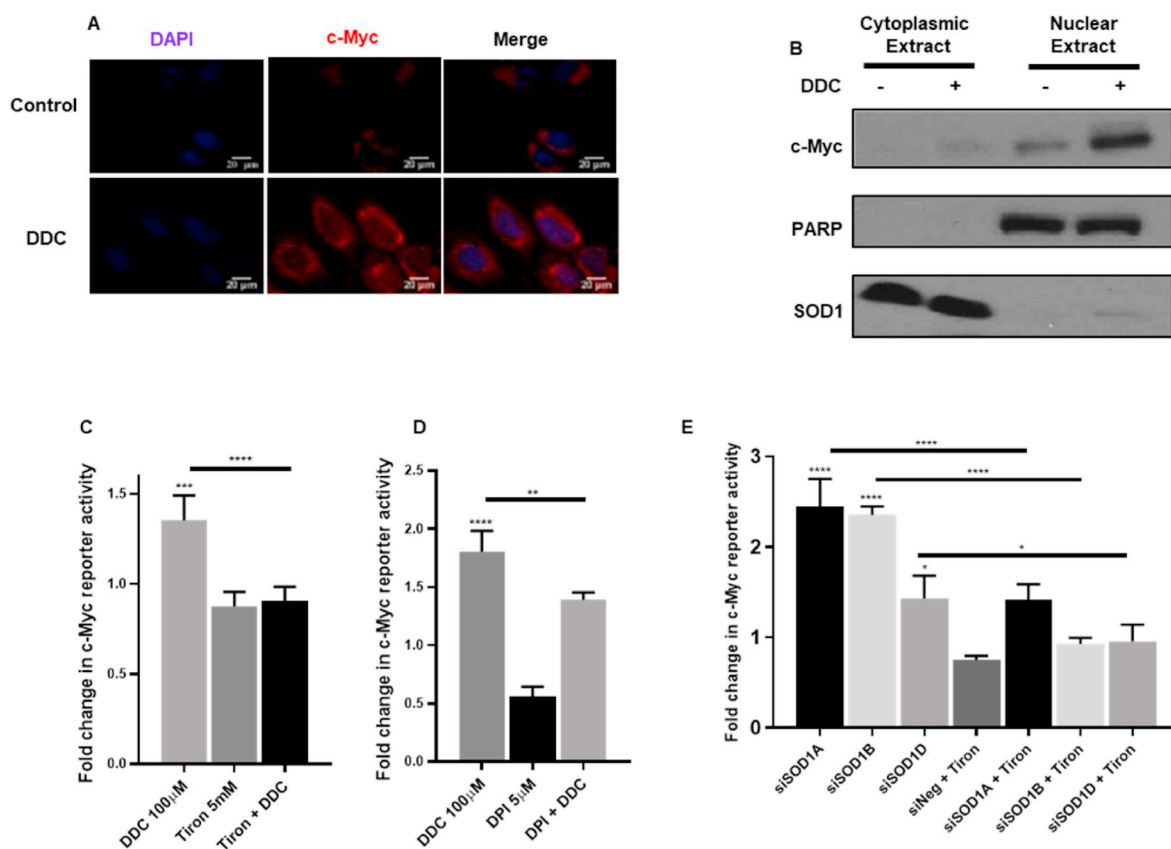 A
DAPI
c-Myc
Merge
Control
20 μm
20 μm
20 μm
DDC
20 μm
20 μm
20 μm
B
Cytoplasmic
Extract
Nuclear
Extract
DDC
-
+
-
+
c-Myc
PARP
SOD1
C
Fold change in c-Myc reporter activity
1.5
1.0
0.5
0.0
***
****
DDC 100μM
Tiron 5mM
Tiron + DDC
D
Fold change in c-Myc reporter activity
2.5
2.0
1.5
1.0
0.5
0.0
****
**
DDC 100μM
DPI 5μM
DPI + DDC
E
Fold change in c-Myc reporter activity
3
2
1
0
****
****
****
****
*
*
siSOD1A
siSOD1B
siSOD1D
siNeg + Tiron
siSOD1A + Tiron
siSOD1B + Tiron
siSOD1D + Tiron